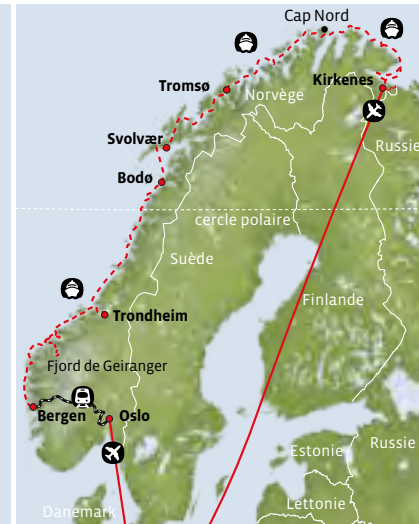 Cap Nord
Tromsø
Kirkenes
Norvège
Svolvær
Russie
Bodø
cercle polaire
Suède
Finlande
Trondheim
Fjord de Geiranger
Bergen
Oslo
Estonie
Russie
Lettonie
Danemark